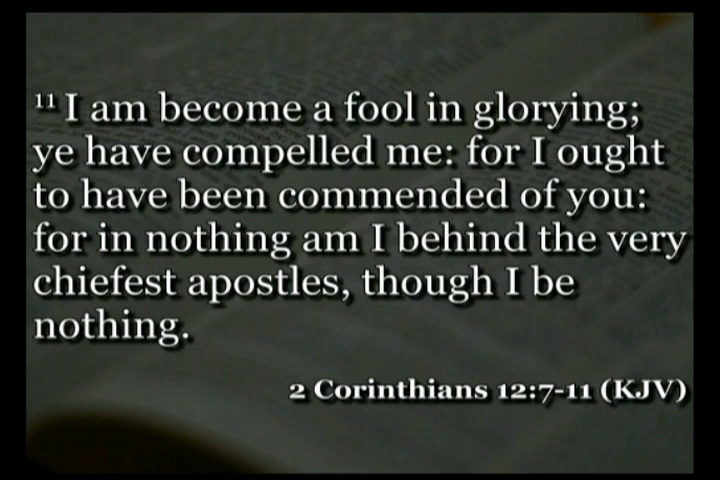 ¹¹ I am become a fool in glorying;
ye have compelled me: for I ought
to have been commended of you:
for in nothing am I behind the very
chiefest apostles, though I be
nothing.
2 Corinthians 12:7-11 (KJV)